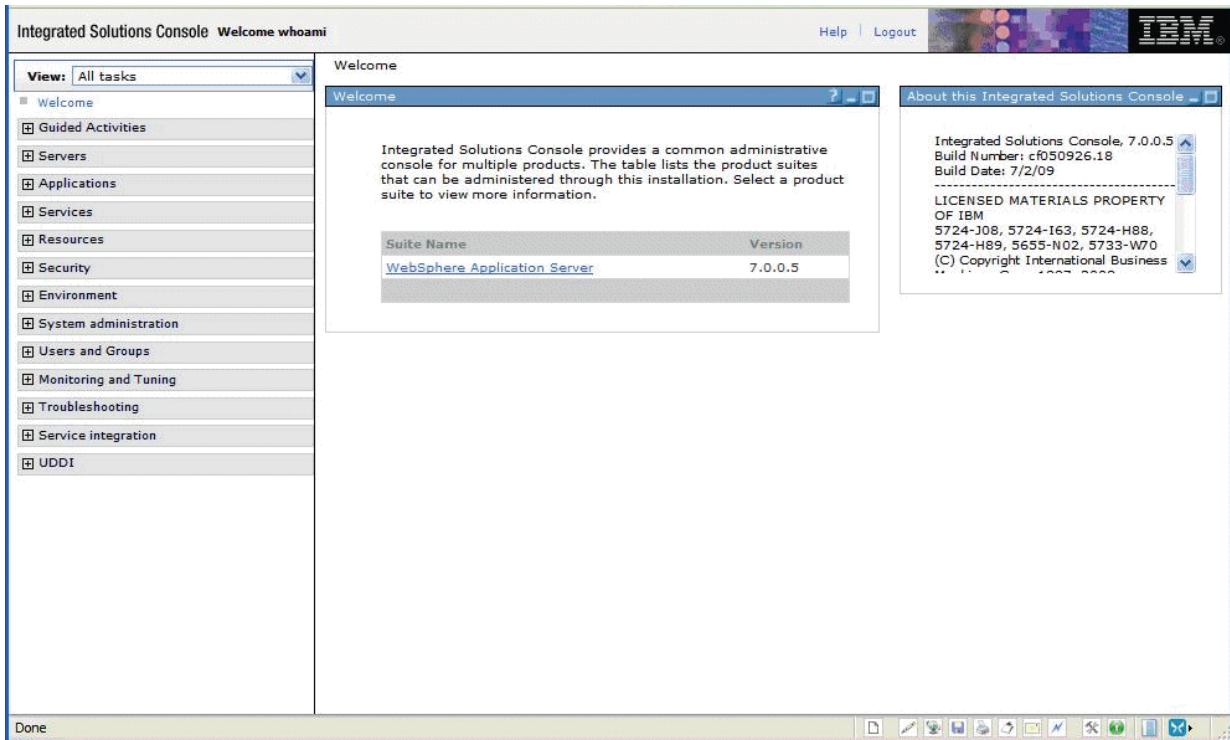 Integrated Solutions Console Welcome whoami
Help | Logout
IBM®
View: All tasks
Welcome
Guided Activities
Servers
Applications
Services
Resources
Security
Environment
System administration
Users and Groups
Monitoring and Tuning
Troubleshooting
Service integration
UDDI
Welcome
Welcome
?
Integrated Solutions Console provides a common administrative
console for multiple products. The table lists the product suites
that can be administered through this installation. Select a product
suite to view more information.
Suite Name Version
WebSphere Application Server 7.0.0.5
About this Integrated Solutions Console
Integrated Solutions Console, 7.0.0.5
Build Number: cf050926.18
Build Date: 7/2/09
----------------------------------------
LICENSED MATERIALS PROPERTY
OF IBM
5724-J08, 5724-I63, 5724-H88,
5724-H89, 5655-N02, 5733-W70
(C) Copyright International Business
Done